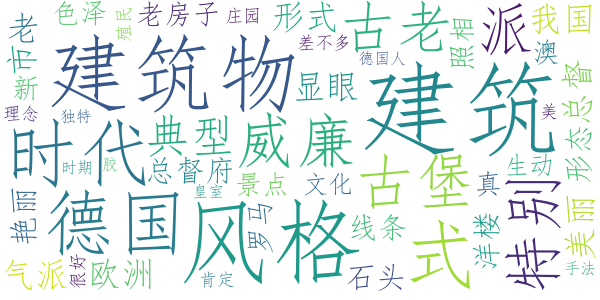 色泽
老房子
庄园
形式
古老
派
我国
老
市
殖民
差不多
照相
澳
新
建筑物
德国人
显眼
建筑
美
形态
总督
理念
独特
典型
威廉
时代
时期
胶
总督府
皇室
景点
文化
古堡
真
生动
特别
美丽
艳丽
德国
风格
罗马
线条
式
洋楼
气派
很好
欧洲
肯定
石头
手法